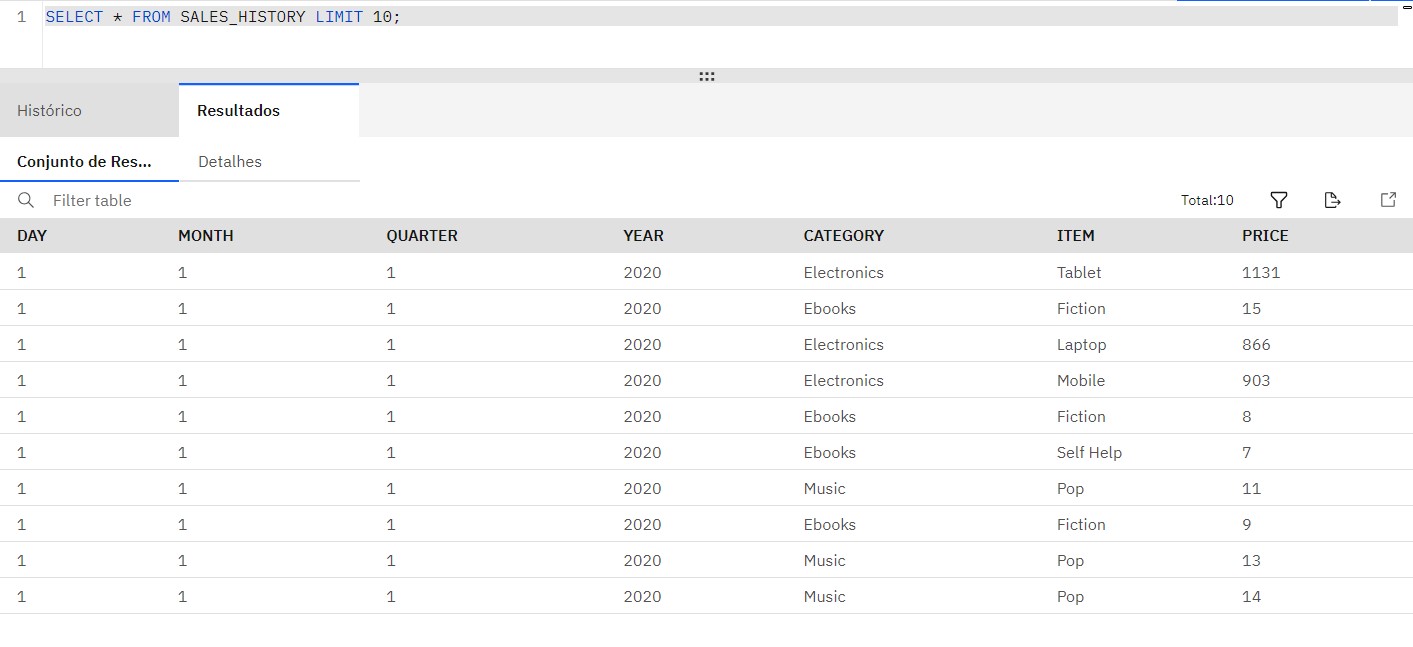 1 SELECT * FROM SALES_HISTORY LIMIT 10;
Histórico Resultados
Conjunto de Res... Detalhes
Filter table Total:10
DAY MONTH QUARTER YEAR CATEGORY ITEM PRICE
1 1 1 2020 Electronics Tablet 1131
1 1 1 2020 Ebooks Fiction 15
1 1 1 2020 Electronics Laptop 866
1 1 1 2020 Electronics Mobile 903
1 1 1 2020 Ebooks Fiction 8
1 1 1 2020 Ebooks Self Help 7
1 1 1 2020 Music Pop 11
1 1 1 2020 Ebooks Fiction 9
1 1 1 2020 Music Pop 13
1 1 1 2020 Music Pop 14